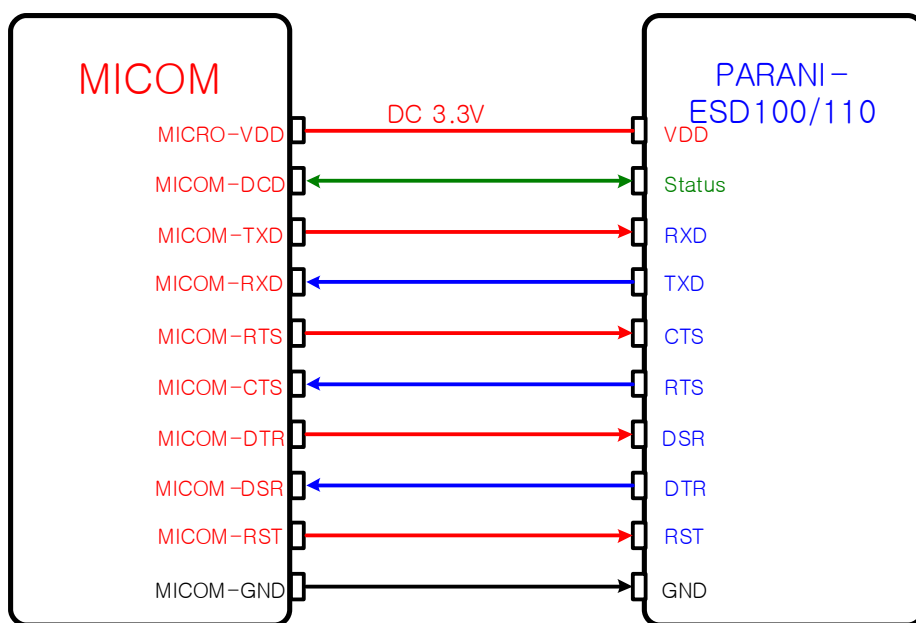 MICOM
PARANI-
ESD100/110
DC 3.3V
MICRO-VDD
VDD
MICOM-DCD
Status
MICOM-TXD
RXD
MICOM-RXD
TXD
MICOM-RTS
CTS
MICOM-CTS
RTS
MICOM-DTR
DSR
MICOM-DSR
DTR
MICOM-RST
RST
MICOM-GND
GND